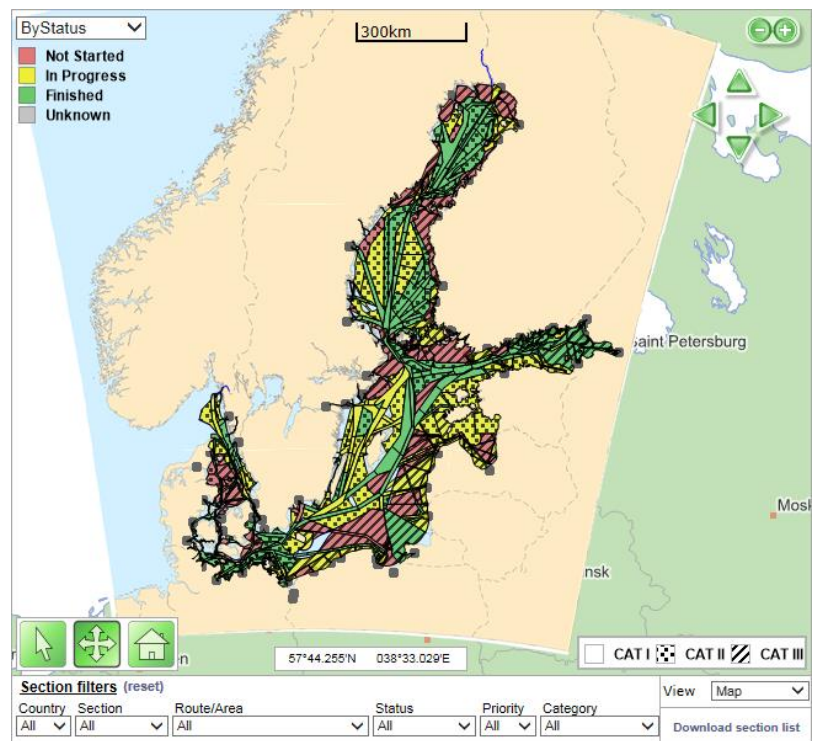 ByStatus
300km
Not Started
In Progress
Finished
Unknown
aint Petersburg
Mosk
nsk
en
57°44.255'N 038°33.029'E
CAT I CAT II CAT III
Section filters (reset)
View Map
Country Section Route/Area Status Priority Category
All All All All All All
Download section list